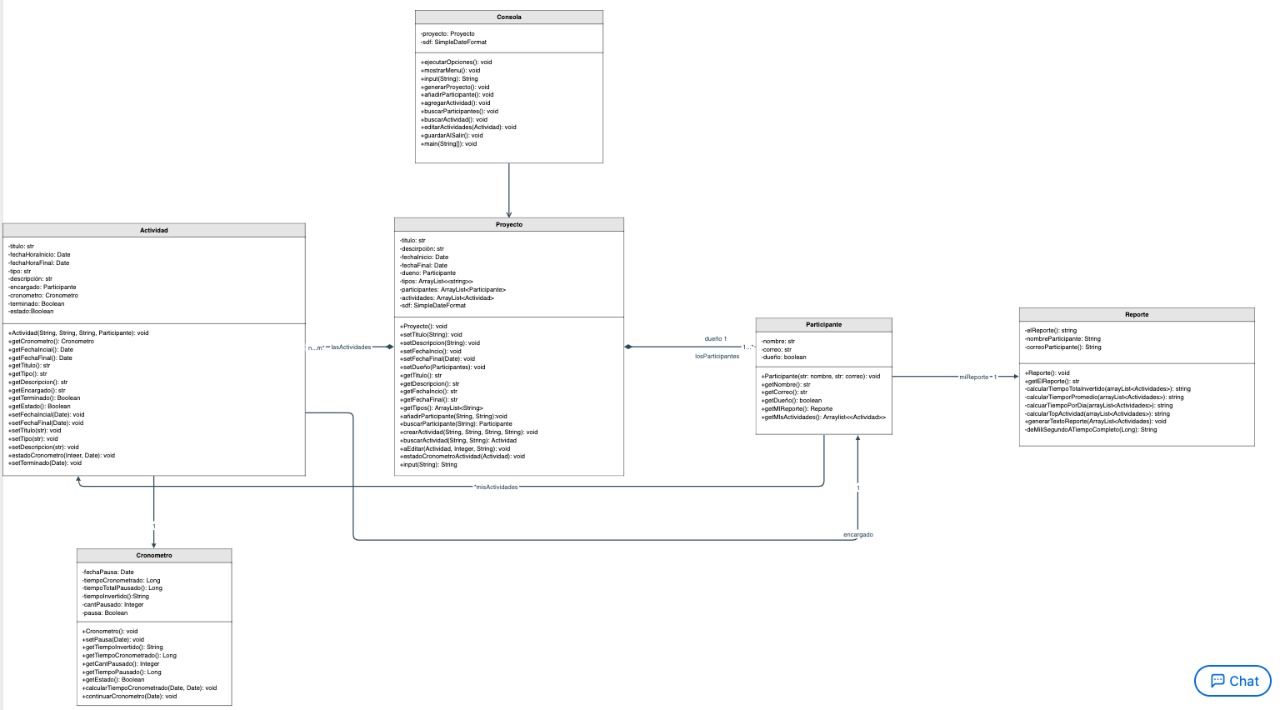 Consola
-proyecto: Proyecto
-sdf: SimpleDateFormat
+ejecutarOpciones(): void
+mostrarMenu(): void
+input(String): String
+generarProyecto(): void
+añadirParticipante(): void
+agregarActividad(): void
+buscarParticipantes(): void
+buscarActividad(): void
+editarActividades(Actividad): void
+guardarAlSalir(): void
+main(String[]): void
Actividad
-titulo: str
-fechaHoraInicio: Date
-fechaHoraFinal: Date
-tipo: str
-descripción: str
-encargado: Participante
-cronometro: Cronometro
-terminado: Boolean
-estado:Boolean
+Actividad(String, String, String, Participante): void
+getCronometro(): Cronometro
+getFechaIncial(): Date
+getFechaFinal(): Date
+getTitulo(): str
+getTipo(): str
+getDescripcion(): str
+getEncargado(): str
+getTerminado(): Boolean
+getEstado(): Boolean
+setFechaIncial(Date): void
+setFechaFinal(Date): void
+setTitulo(str): void
+setTipo(str): void
+setDescripcion(str): void
+estadoCronometro(Inteer, Date): void
+setTerminado(Date): void
n...m* lasActividades
Proyecto
-titulo: str
-descirpción: str
-fechaInicio: Date
-fechaFinal: Date
-dueno: Participante
-tipos: ArrayList<<string>>
-participantes: ArrayList<Participante>
-actividades: ArrayList<Actividad>
-sdf: SimpleDateFormat
+Proyecto(): void
+setTitulo(String): void
+setDescripcion(String): void
+setFechaIncio(): void
+setFechaFinal(Date): void
+setDueño(Participantes): void
+getTitulo(): str
+getDescripcion(): str
+getFechaIncio(): str
+getFechaFinal(): str
+getTipos(): ArrayList<String>
+añadirParticipante(String, String):void
+buscarParticipante(String): Participante
+crearActividad(String, String, String, String): void
+buscarActividad(String, String): Actividad
+aEditar(Actividad, Integer, String): void
+estadoCronometroActividad(Actividad): void
+input(String): String
dueño 1
1...*
losParticipantes
Participante
-nombre: str
-correo: str
-dueño: boolean
+Participante(str: nombre, str: correo): void
+getNombre(): str
+getCorreo(): str
+getDueño(): boolean
+getMIReporte(): Reporte
+getMIsActividades(): Arraylist<<Actividad>>
miReporte 1
Reporte
-elReporte(): string
-nombreParticipante: String
-correoParticipante(): String
+Reporte(): void
+getElReporte(): str
-calcularTiempoTotalnvertido(arrayList<Actividades>): string
-calcularTiemporPromedio(arrayList<Actividades>): string
-calcuarTiempoPorDia(arrayList<Actividades>): string
-calcularTopActividad(arrayList<Actividades>): string
+generarTextoReporte(ArrayList<Actividades): void
-deMiliSegundoATiempoCompleto(Long): String
*misActividades
1
1
encargado
Cronometro
-fechaPausa: Date
-tiempoCronometrado: Long
-tiempoTotalPausado(): Long
-tiempoInvertido():String
-cantPausado: Integer
-pausa: Boolean
+Cronometro(): void
+setPausa(Date): void
+getTiempoInvertido(): String
+getTiempoCronometrado(): Long
+getCantPausado(): Integer
+getTiempoPausado(): Long
+getEstado(): Boolean
+calcularTiempoCronometrado(Date, Date): void
+continuarCronometro(Date): void
Chat